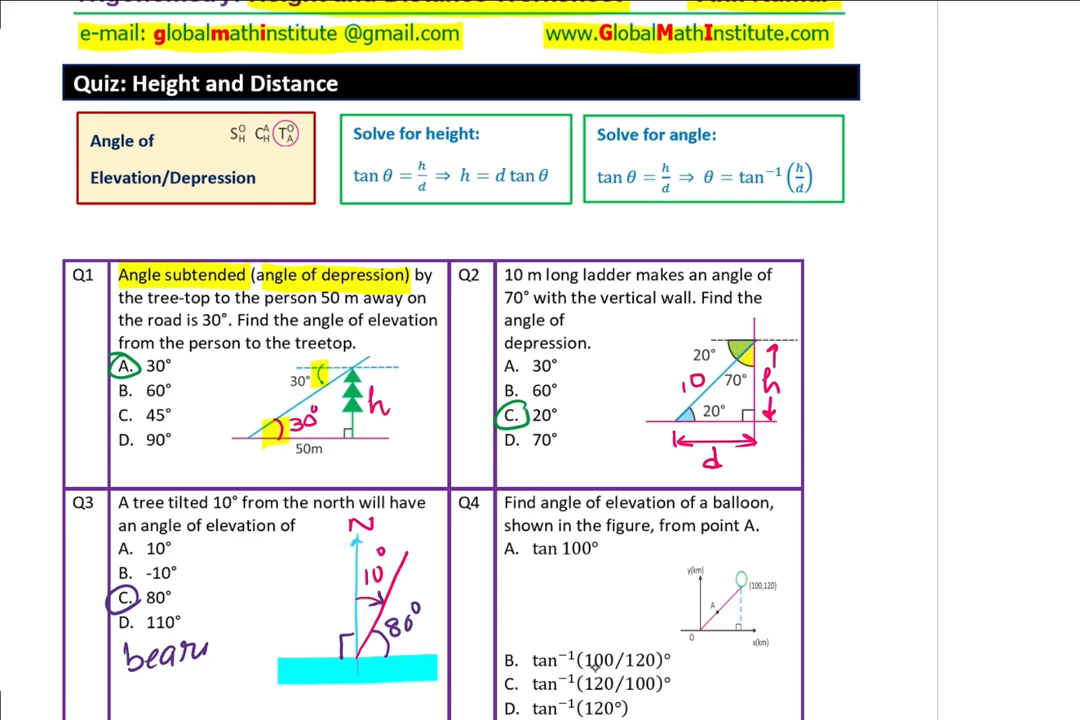 e-mail: globalmathinstitute @gmail.com
www.GlobalMathInstitute.com
Quiz: Height and Distance
Angle of
Elevation/Depression
S O H C A H T O A
Solve for height:
tan θ = h/d ⇒ h = d tan θ
Solve for angle:
tan θ = h/d ⇒ θ = tan⁻¹(h/d)
Q1
Angle subtended (angle of depression) by
the tree-top to the person 50 m away on
the road is 30°. Find the angle of elevation
from the person to the treetop.
A. 30°
B. 60°
C. 45°
D. 90°
30°
30°
h
50m
Q2
10 m long ladder makes an angle of
70° with the vertical wall. Find the
angle of
depression.
A. 30°
B. 60°
C. 20°
D. 70°
20°
10
70°
h
20°
d
Q3
A tree tilted 10° from the north will have
an angle of elevation of
A. 10°
B. -10°
C. 80°
D. 110°
N
10°
80°
Q4
Find angle of elevation of a balloon,
shown in the figure, from point A.
A. tan 100°
y(km)
(100,120)
A
0
x(km)
B. tan⁻¹(100/120)°
C. tan⁻¹(120/100)°
D. tan⁻¹(120°)